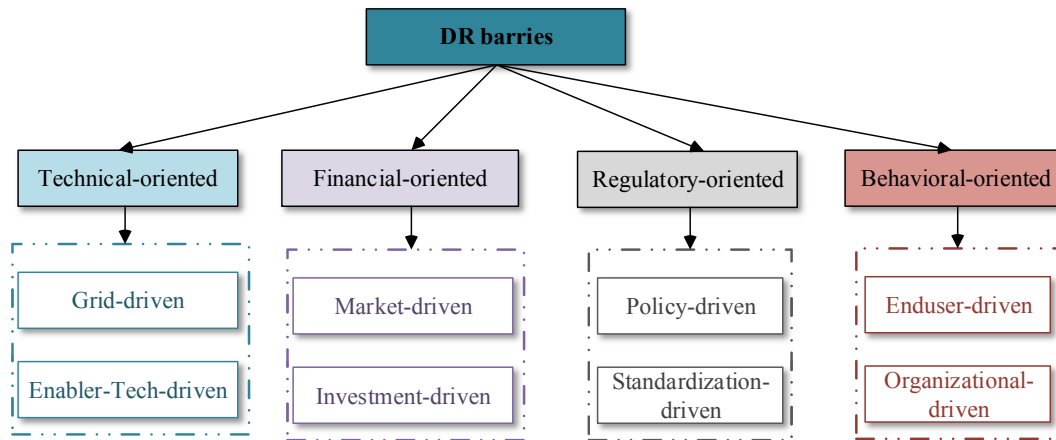 DR barries
Technical-oriented
Financial-oriented
Regulatory-oriented
Behavioral-oriented
Grid-driven
Market-driven
Policy-driven
Enduser-driven
Enabler-Tech-driven
Investment-driven
Standardization-
driven
Organizational-
driven